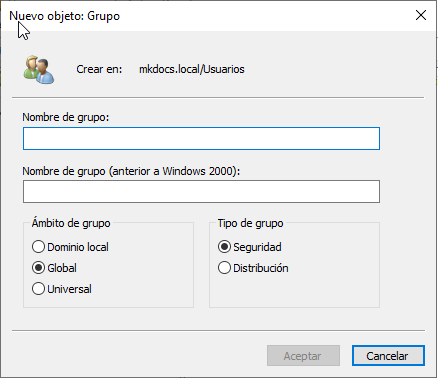 Nuevo objeto: Grupo
Crear en: mkdocs.local/Usuarios
Nombre de grupo:
Nombre de grupo (anterior a Windows 2000):
Ámbito de grupo
Dominio local
Global
Universal
Tipo de grupo
Seguridad
Distribución
Aceptar
Cancelar